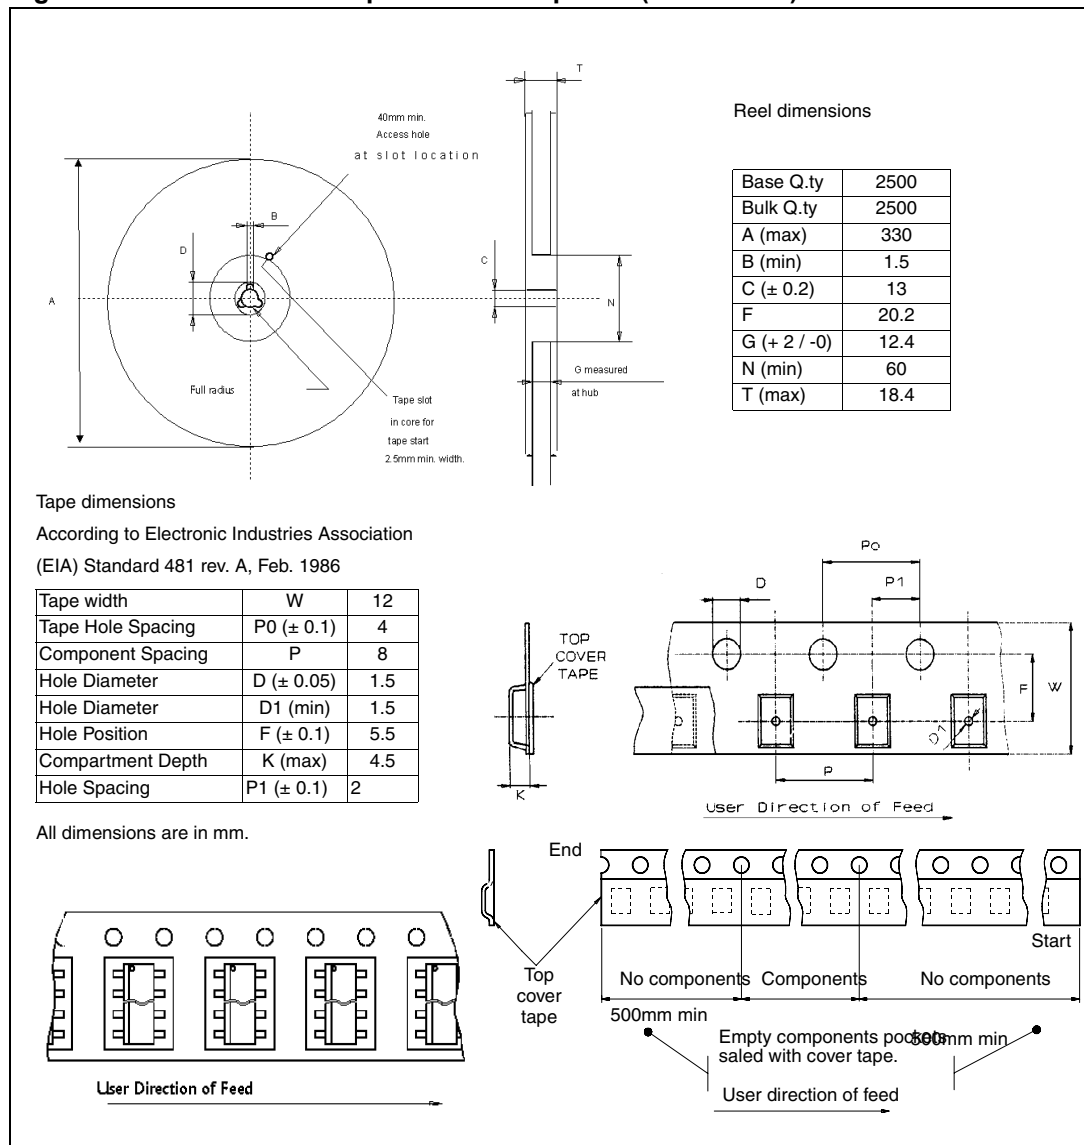 T
40mm min.
Access hole
at slot location
B
D
C
A
N
Full radius
G measured
at hub
Tape slot
in core for
tape start
2.5mm min. width.
Reel dimensions
Base Q.ty 2500
Bulk Q.ty 2500
A (max) 330
B (min) 1.5
C (± 0.2) 13
F 20.2
G (+ 2 / -0) 12.4
N (min) 60
T (max) 18.4
Tape dimensions
According to Electronic Industries Association
(EIA) Standard 481 rev. A, Feb. 1986
Tape width W 12
Tape Hole Spacing P0 (± 0.1) 4
Component Spacing P 8
Hole Diameter D (± 0.05) 1.5
Hole Diameter D1 (min) 1.5
Hole Position F (± 0.1) 5.5
Compartment Depth K (max) 4.5
Hole Spacing P1 (± 0.1) 2
All dimensions are in mm.
Po
D
P1
TOP
COVER
TAPE
F
W
D1
P
K
User Direction of Feed
End
Start
Top
cover
tape
No components
Components
No components
500mm min
500mm min
Empty components pockets
saled with cover tape.
User direction of feed
User Direction of Feed